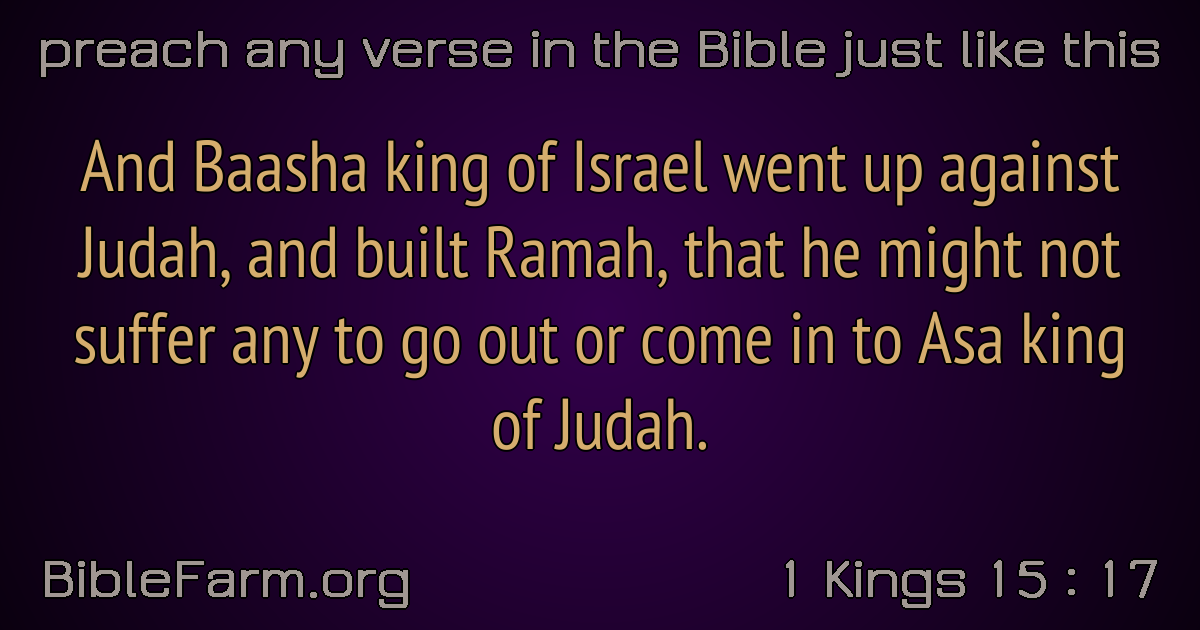 preach any verse in the Bible just like this
And Baasha king of Israel went up against
Judah, and built Ramah, that he might not
suffer any to go out or come in to Asa king
of Judah.
BibleFarm.org
1 Kings 15 : 17